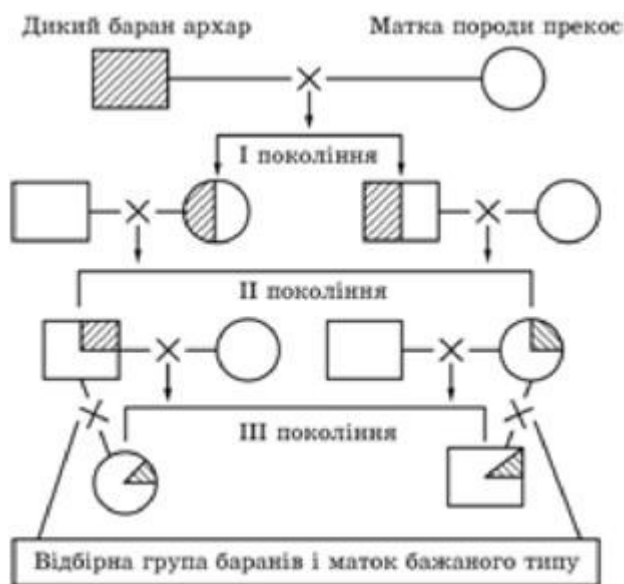 Дикий баран архар
Матка породи прекос
I покоління
II покоління
III покоління
Відбірна група баранів і маток бажаного типу